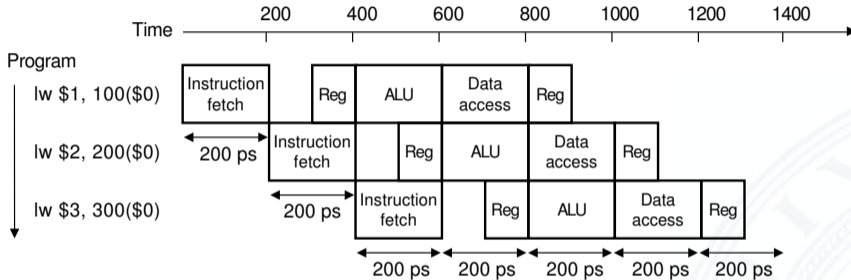 200 400 600 800 1000 1200 1400
Time
Program
lw $1, 100($0) Instruction fetch Reg ALU Data access Reg
200 ps
lw $2, 200($0) Instruction fetch Reg ALU Data access Reg
200 ps
lw $3, 300($0) Instruction fetch Reg ALU Data access Reg
200 ps 200 ps 200 ps 200 ps 200 ps